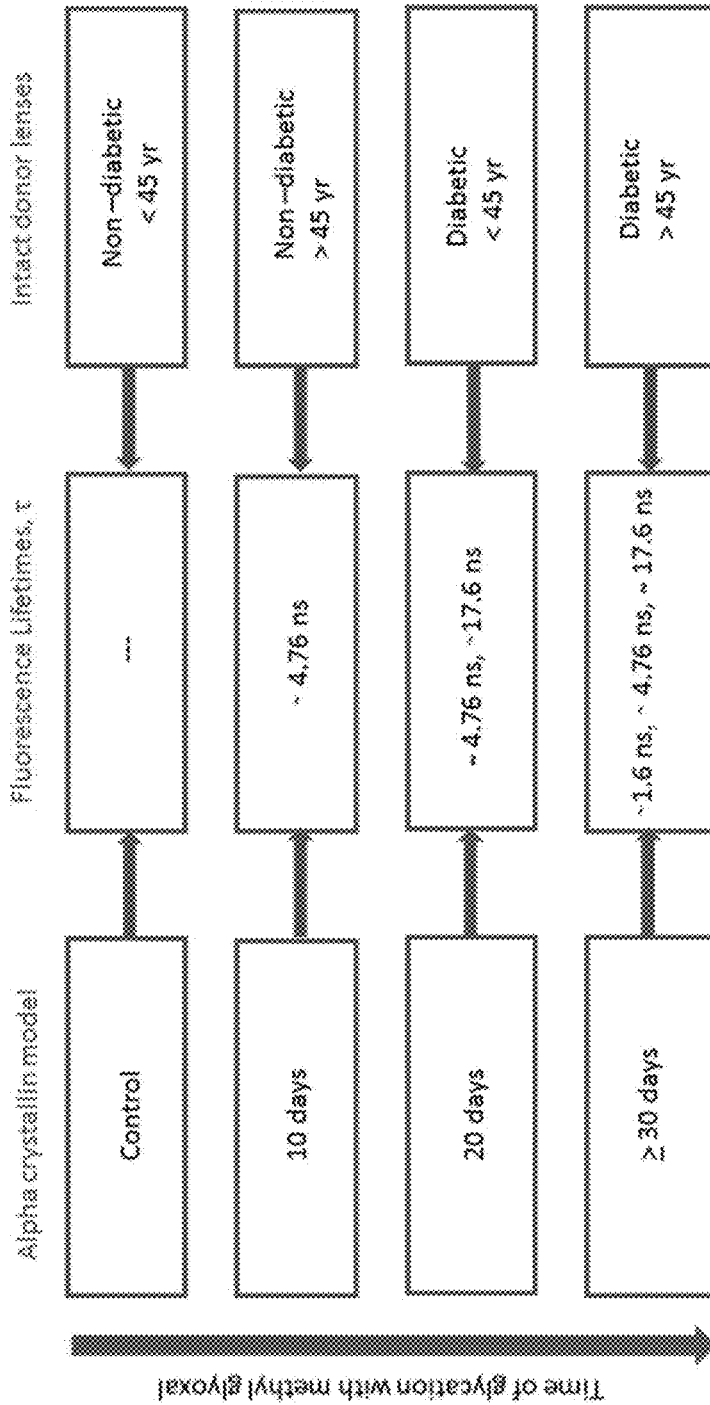 Alpha crystallin model
Fluorescence Lifetimes, τ
Intact donor lenses
Time of glycation with methyl glyoxal
Control
---
Non–diabetic
< 45 yr
10 days
~ 4.76 ns
Non –diabetic
> 45 yr
20 days
~ 4.76 ns, ~17.6 ns
Diabetic
< 45 yr
≥ 30 days
~1.6 ns, ~ 4.76 ns, ~ 17.6 ns
Diabetic
> 45 yr